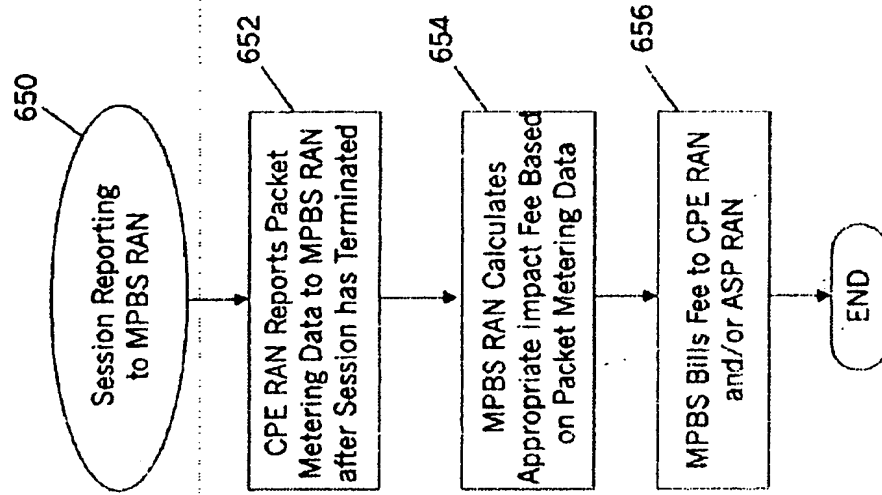 650
Session Reporting
to MPBS RAN
652
CPE RAN Reports Packet
Metering Data to MPBS RAN
after Session has Terminated
654
MPBS RAN Calculates
Appropriate Impact Fee Based
on Packet Metering Data
656
MPBS Bills Fee to CPE RAN
and/or ASP RAN
END